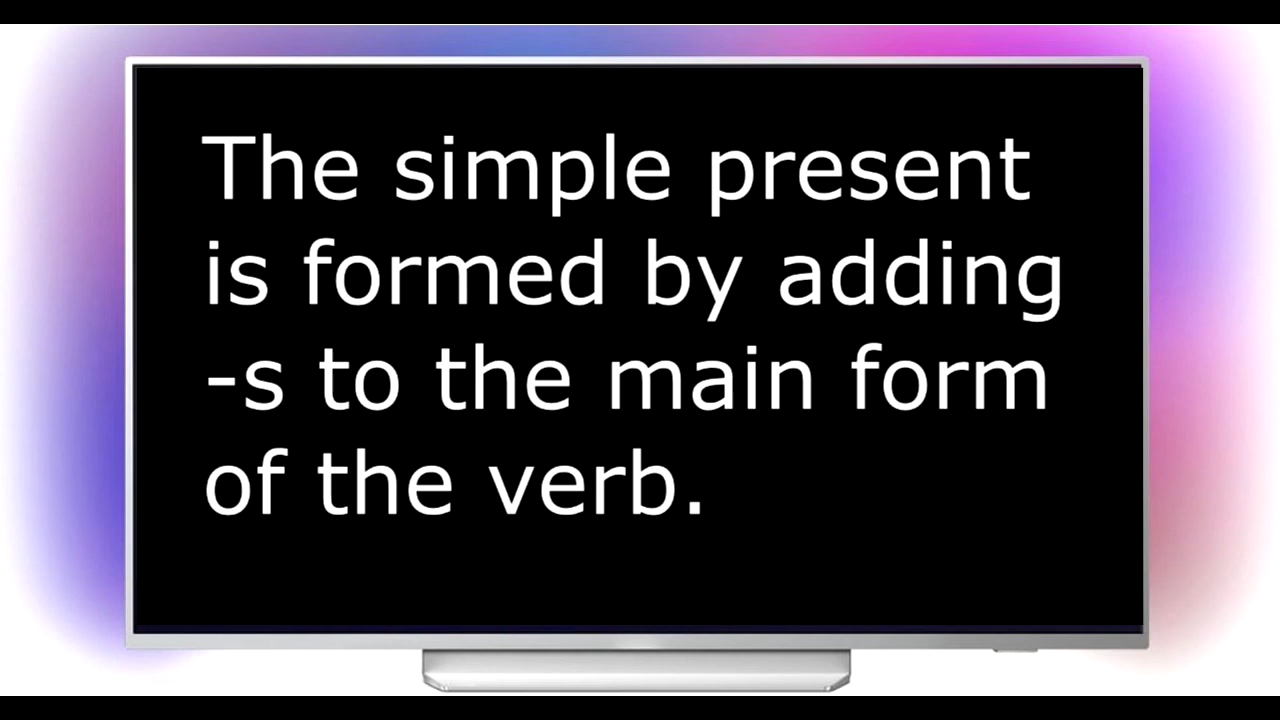 The simple present
is formed by adding
-s to the main form
of the verb.